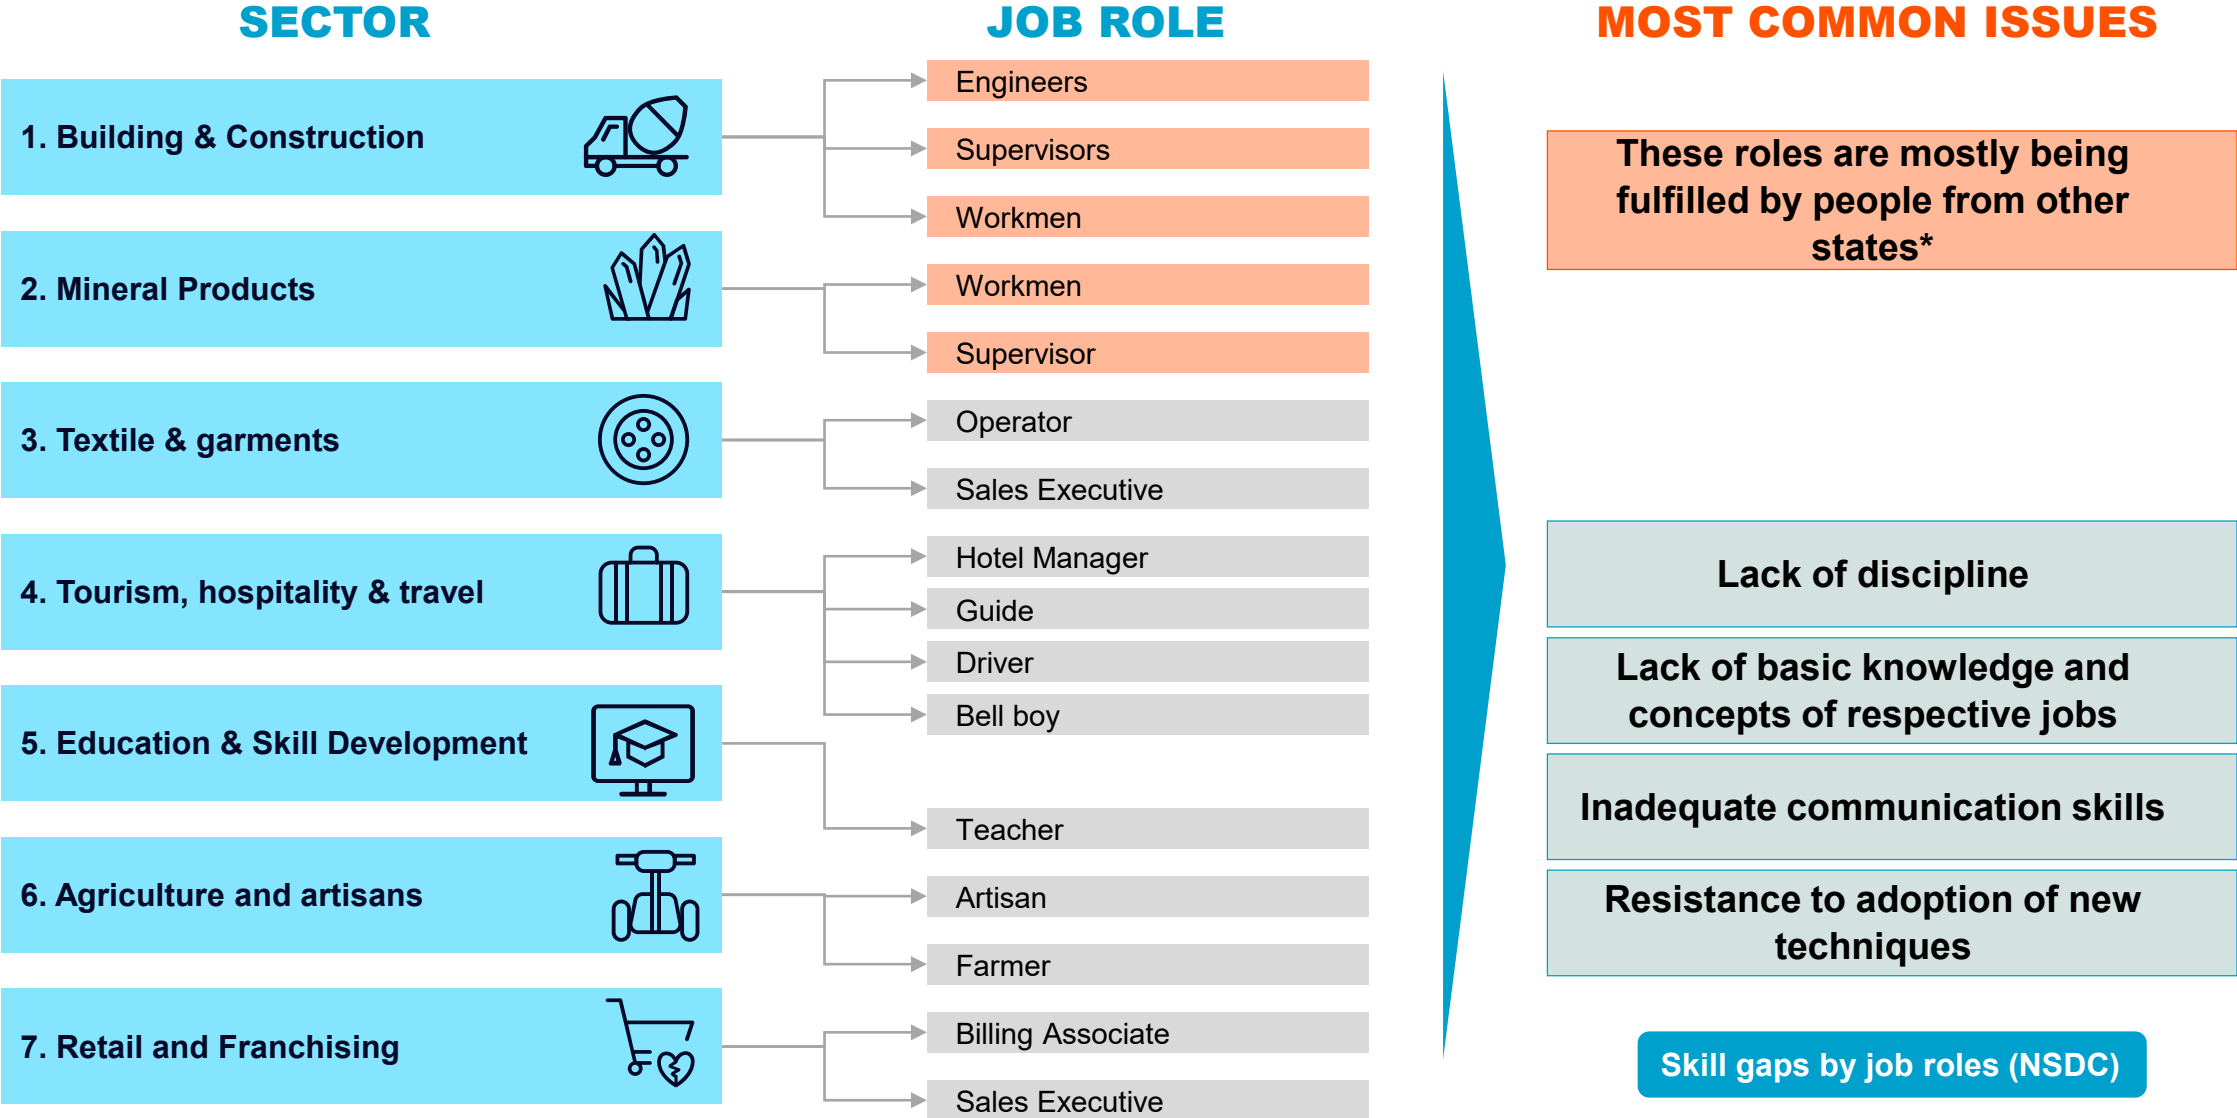 SECTOR
JOB ROLE
MOST COMMON ISSUES
1. Building & Construction
2. Mineral Products
3. Textile & garments
4. Tourism, hospitality & travel
5. Education & Skill Development
6. Agriculture and artisans
7. Retail and Franchising
Engineers
Supervisors
Workmen
Workmen
Supervisor
Operator
Sales Executive
Hotel Manager
Guide
Driver
Bell boy
Teacher
Artisan
Farmer
Billing Associate
Sales Executive
These roles are mostly being
fulfilled by people from other
states*
Lack of discipline
Lack of basic knowledge and
concepts of respective jobs
Inadequate communication skills
Resistance to adoption of new
techniques
Skill gaps by job roles (NSDC)